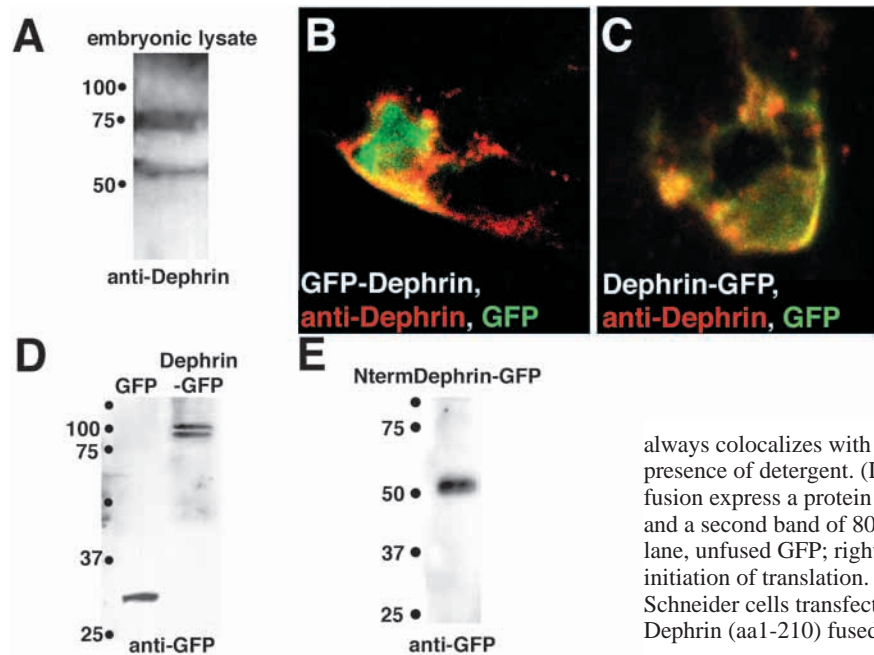 A
embryonic lysate
100
75
50
anti-Dephrin
B
GFP-Dephrin,
anti-Dephrin, GFP
C
Dephrin-GFP,
anti-Dephrin, GFP
D
GFP
Dephrin
-GFP
100
75
37
25
anti-GFP
E
NtermDephrin-GFP
75
50
37
25
anti-GFP
always colocalizes with
presence of detergent.
fusion express a protein
and a second band of 80
lane, unfused GFP; right
initiation of translation.
Schneider cells transfect
Dephrin (aa1-210) fused